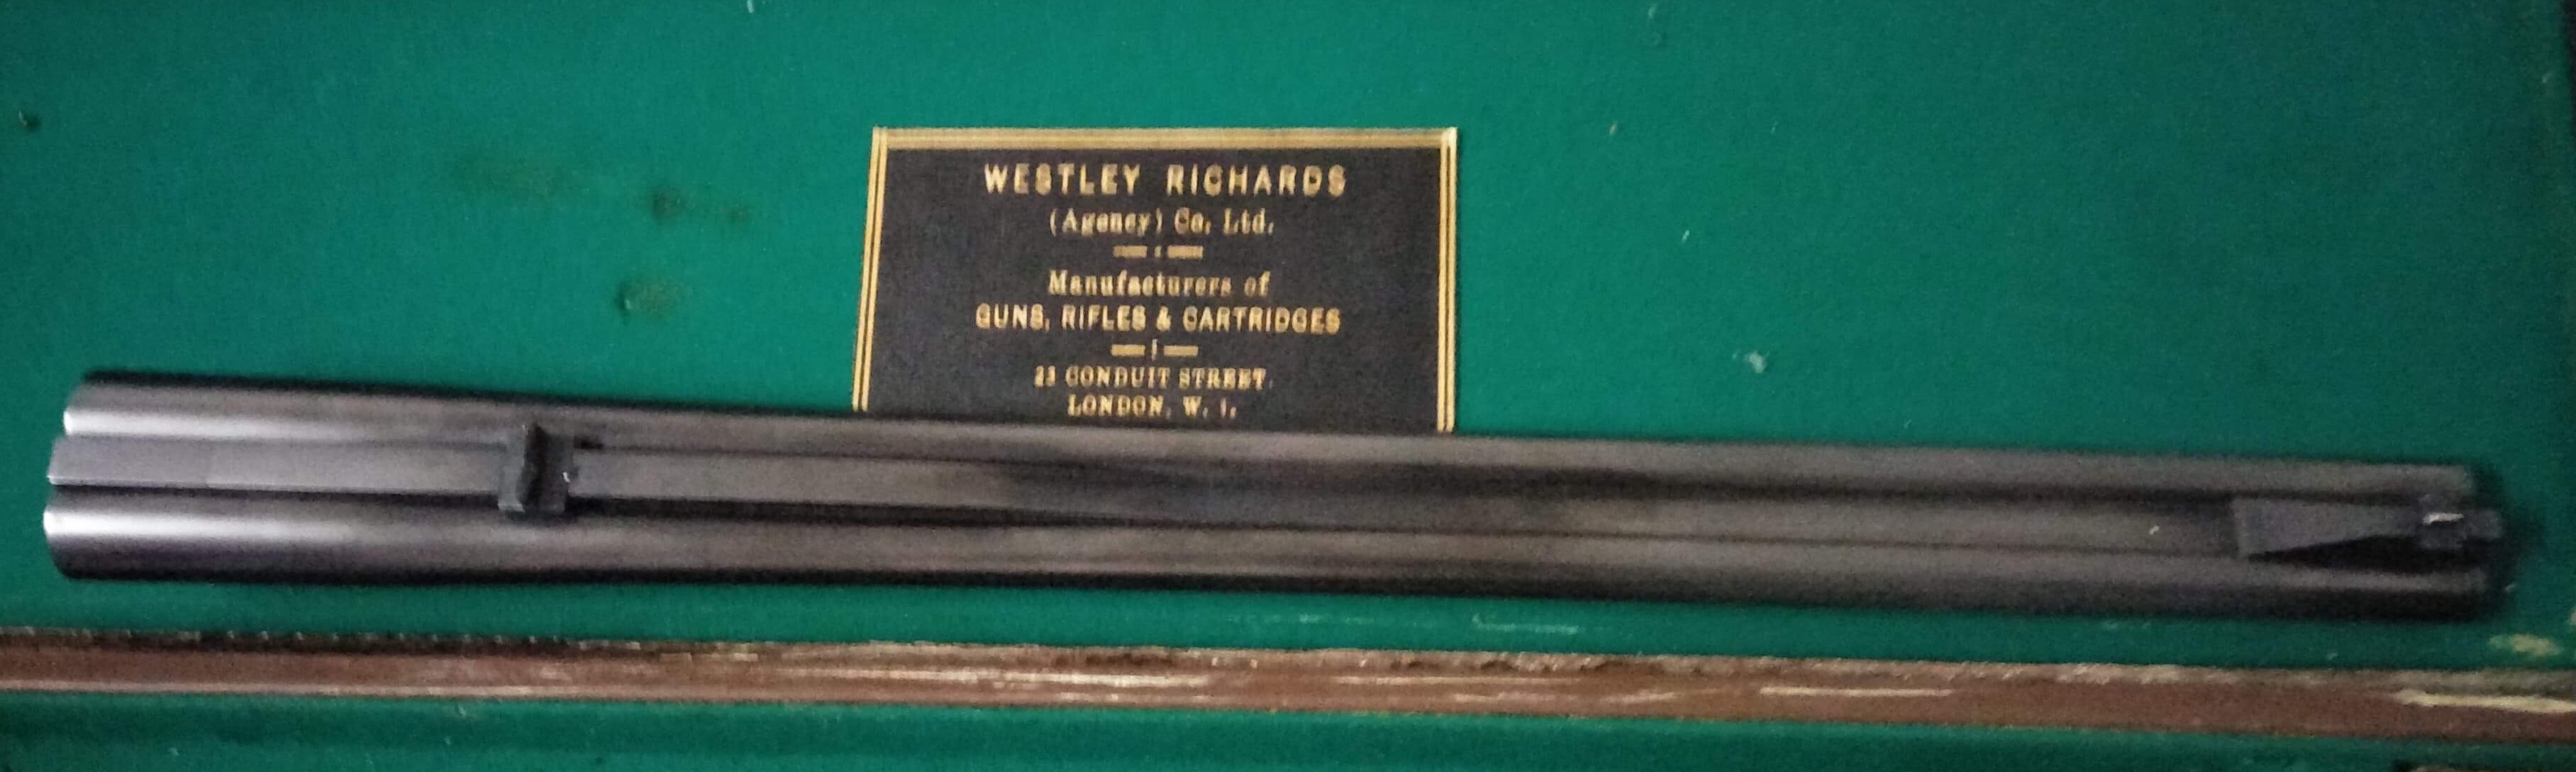 WESTLEY RICHARDS
(Agency) Co. Ltd.
Manufacturers of
GUNS, RIFLES & CARTRIDGES
23 CONDUIT STREET
LONDON. W. 1.